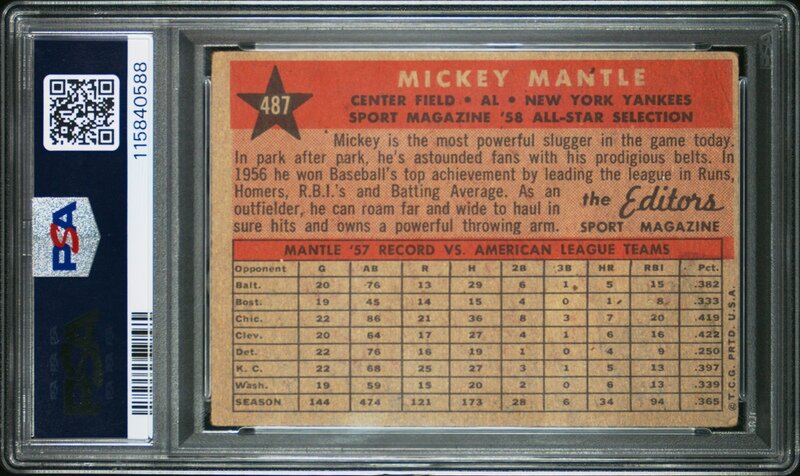 PSA
115840588
PSA
487
MICKEY MANTLE
CENTER FIELD • AL • NEW YORK YANKEES
SPORT MAGAZINE '58 ALL-STAR SELECTION
Mickey is the most powerful slugger in the game today.
In park after park, he's astounded fans with his prodigious belts. In
1956 he won Baseball's top achievement by leading the league in Runs,
Homers, R.B.I.'s and Batting Average. As an
outfielder, he can roam far and wide to haul in
sure hits and owns a powerful throwing arm.
the Editors
SPORT MAGAZINE
MANTLE '57 RECORD VS. AMERICAN LEAGUE TEAMS
Opponent G AB R H 2B 3B HR RBI Pct.
Balt. 20 76 13 29 6 1 5 15 .382
Bost. 19 45 14 15 4 0 1 8 .333
Chic. 22 86 21 36 8 3 7 20 .419
Clev. 20 64 17 27 4 1 6 16 .422
Det. 22 76 16 19 1 0 4 9 .250
K. C. 22 68 25 27 3 1 5 13 .397
Wash. 19 59 15 20 2 0 6 13 .339
SEASON 144 474 121 173 28 6 34 94 .365
©T.C.G. PRTD. U.S.A.